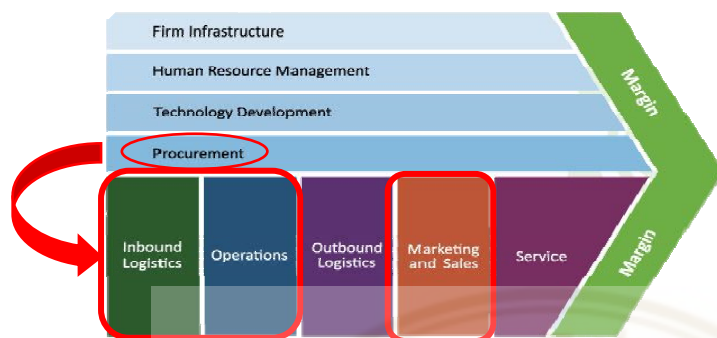 Firm Infrastructure
Human Resource Management
Technology Development
Procurement
Margin
Inbound
Logistics
Operations
Outbound
Logistics
Marketing
and Sales
Service
Margin